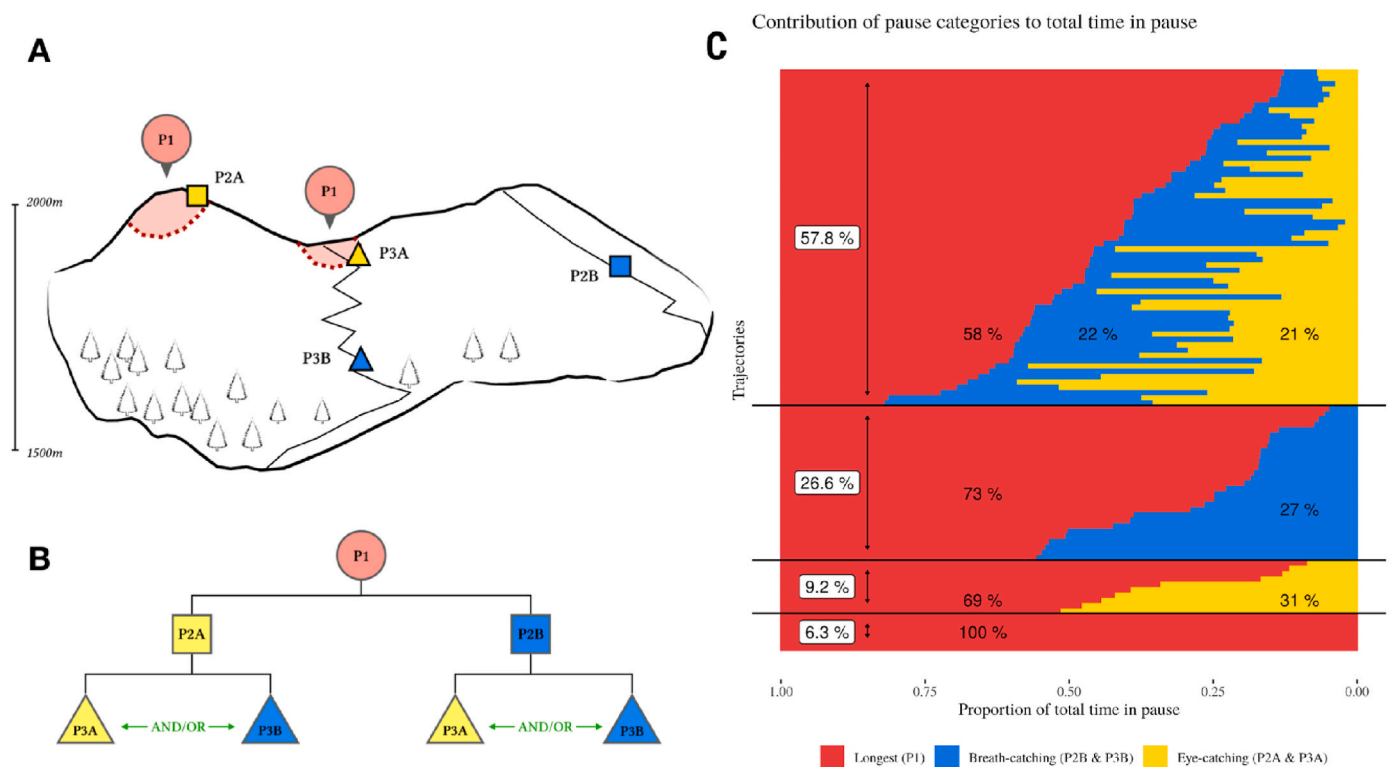 A
P1
P2A
P1
2000m
P3A
P2B
P3B
1500m
B
P1
P2A
P2B
P3A
AND/OR
P3B
P3A
AND/OR
P3B
Contribution of pause categories to total time in pause
C
Trajectories
57.8 %
58 %
22 %
21 %
26.6 %
73 %
27 %
9.2 %
69 %
31 %
6.3 %
100 %
1.00
0.75
0.50
0.25
0.00
Proportion of total time in pause
Longest (P1)
Breath-catching (P2B & P3B)
Eye-catching (P2A & P3A)